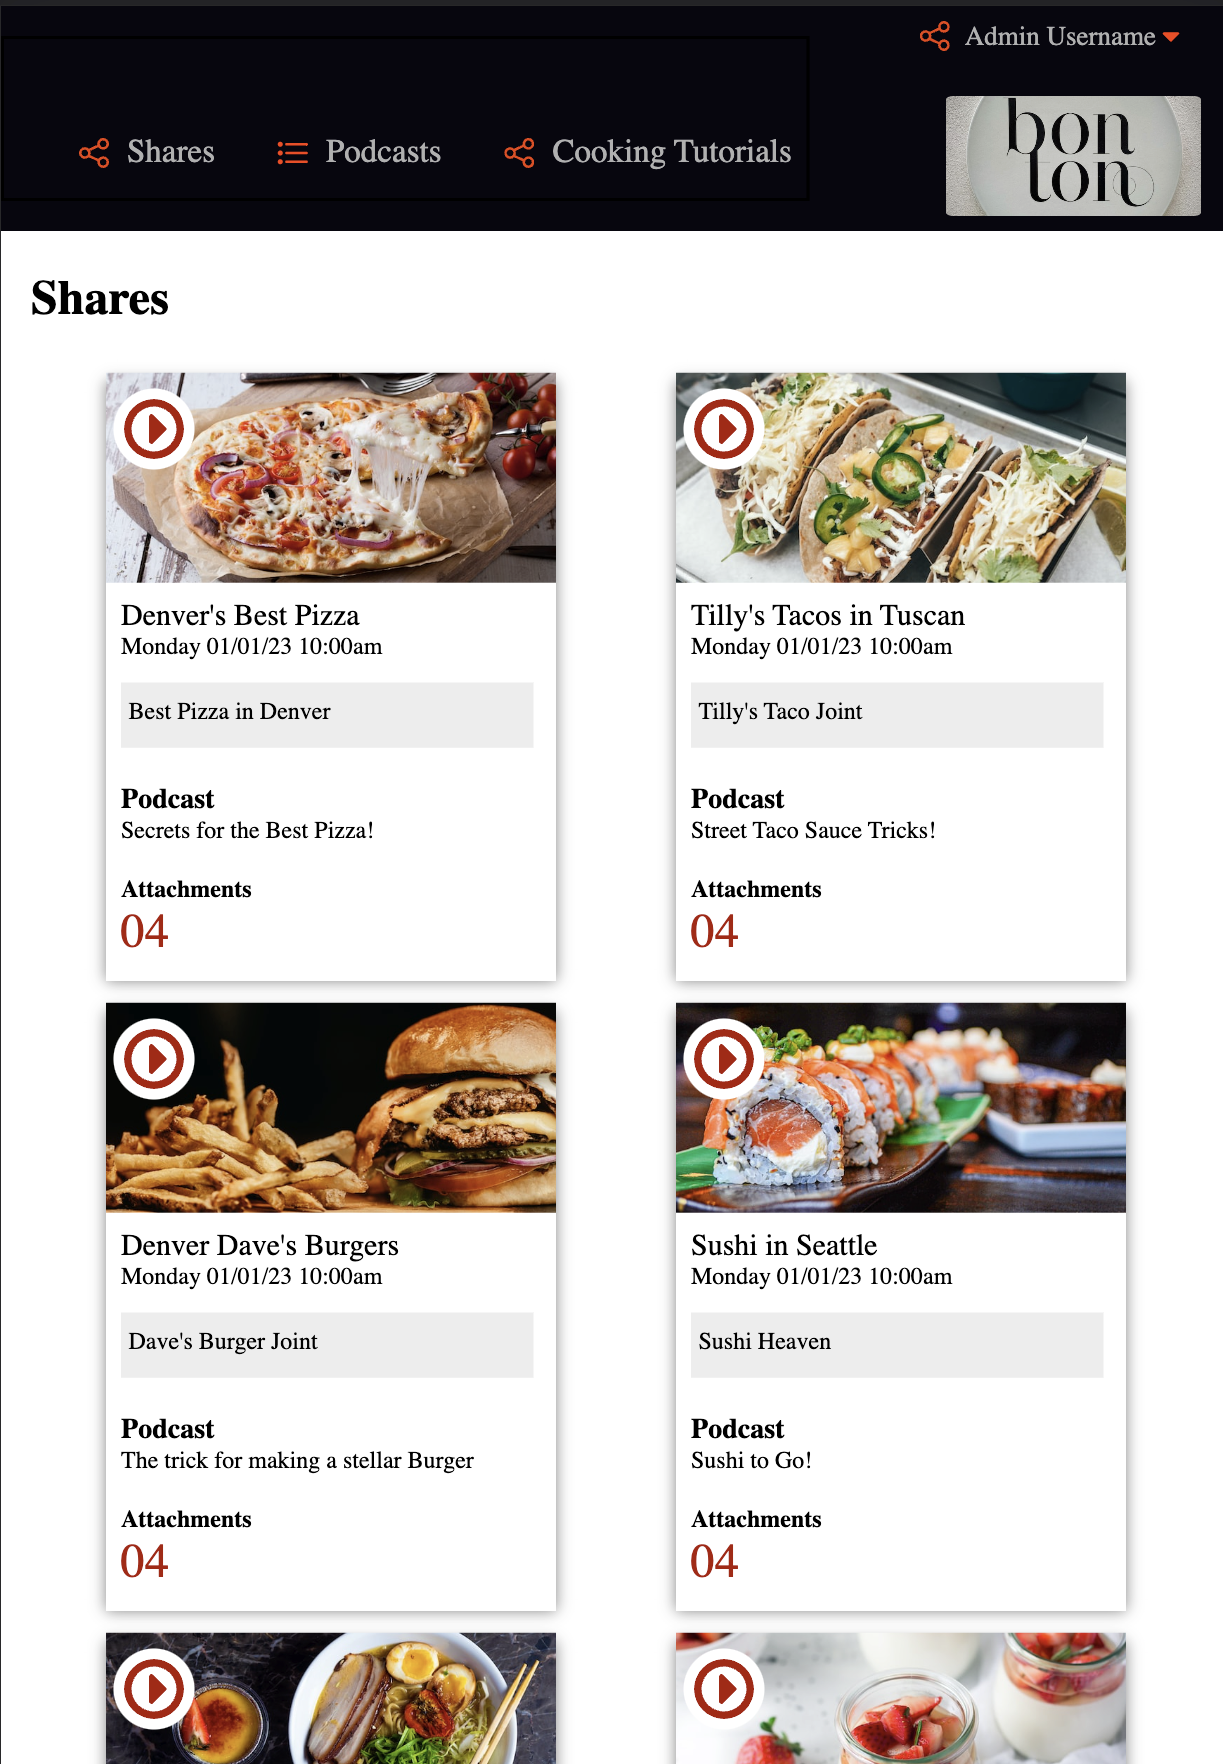 Admin Username
Shares
Podcasts
Cooking Tutorials
bon
ton
Shares
Denver's Best Pizza
Monday 01/01/23 10:00am
Best Pizza in Denver
Podcast
Secrets for the Best Pizza!
Attachments
04
Tilly's Tacos in Tuscan
Monday 01/01/23 10:00am
Tilly's Taco Joint
Podcast
Street Taco Sauce Tricks!
Attachments
04
Denver Dave's Burgers
Monday 01/01/23 10:00am
Dave's Burger Joint
Podcast
The trick for making a stellar Burger
Attachments
04
Sushi in Seattle
Monday 01/01/23 10:00am
Sushi Heaven
Podcast
Sushi to Go!
Attachments
04